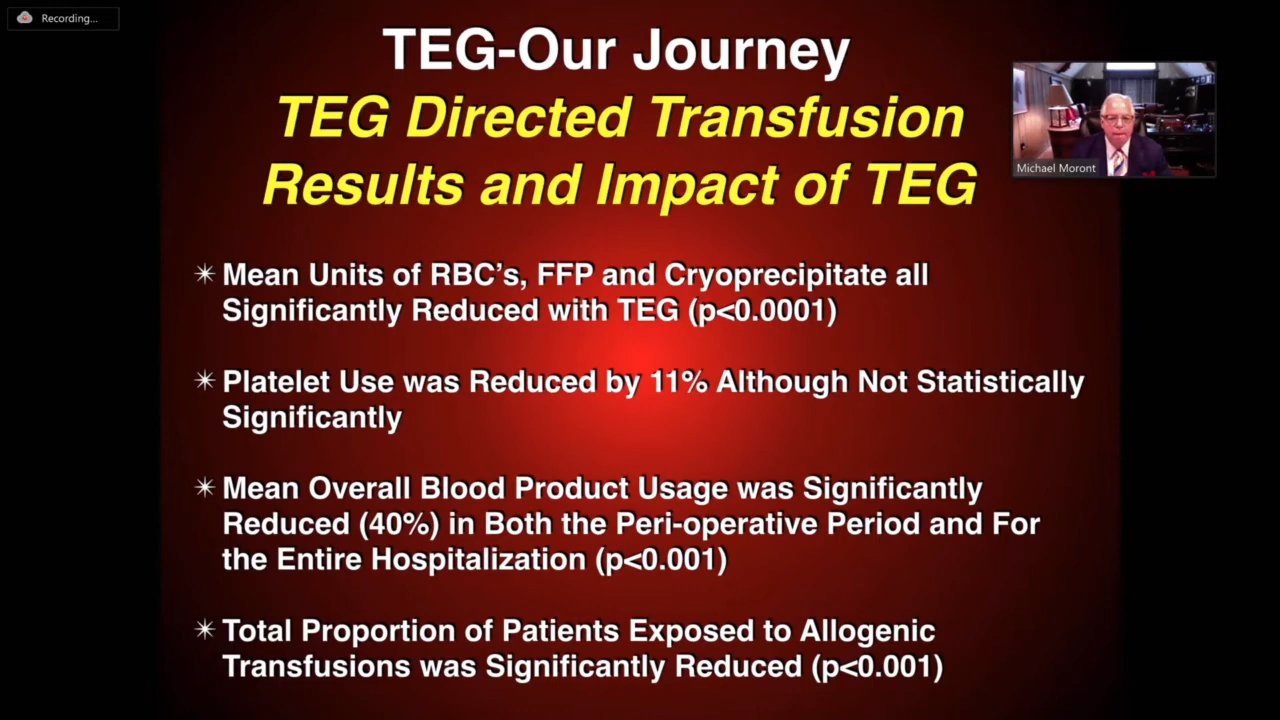 Recording...
TEG-Our Journey
TEG Directed Transfusion
Results and Impact of TEG
Michael Moront
✴ Mean Units of RBC's, FFP and Cryoprecipitate all
Significantly Reduced with TEG (p<0.0001)
✴ Platelet Use was Reduced by 11% Although Not Statistically
Significantly
✴ Mean Overall Blood Product Usage was Significantly
Reduced (40%) in Both the Peri-operative Period and For
the Entire Hospitalization (p<0.001)
✴ Total Proportion of Patients Exposed to Allogenic
Transfusions was Significantly Reduced (p<0.001)